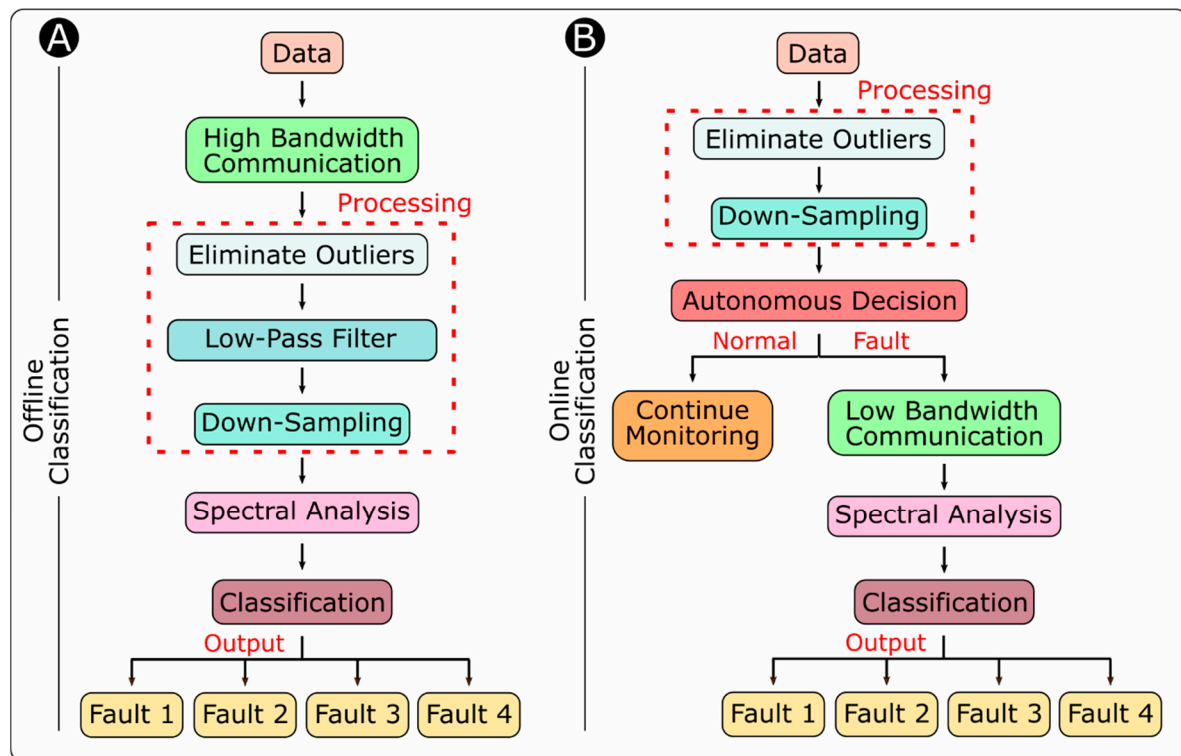 A
Data
High Bandwidth
Communication
Processing
Eliminate Outliers
Low-Pass Filter
Down-Sampling
Spectral Analysis
Classification
Output
Fault 1
Fault 2
Fault 3
Fault 4
Offline
Classification
B
Data
Processing
Eliminate Outliers
Down-Sampling
Autonomous Decision
Normal
Fault
Continue
Monitoring
Low Bandwidth
Communication
Spectral Analysis
Classification
Output
Fault 1
Fault 2
Fault 3
Fault 4
Online
Classification